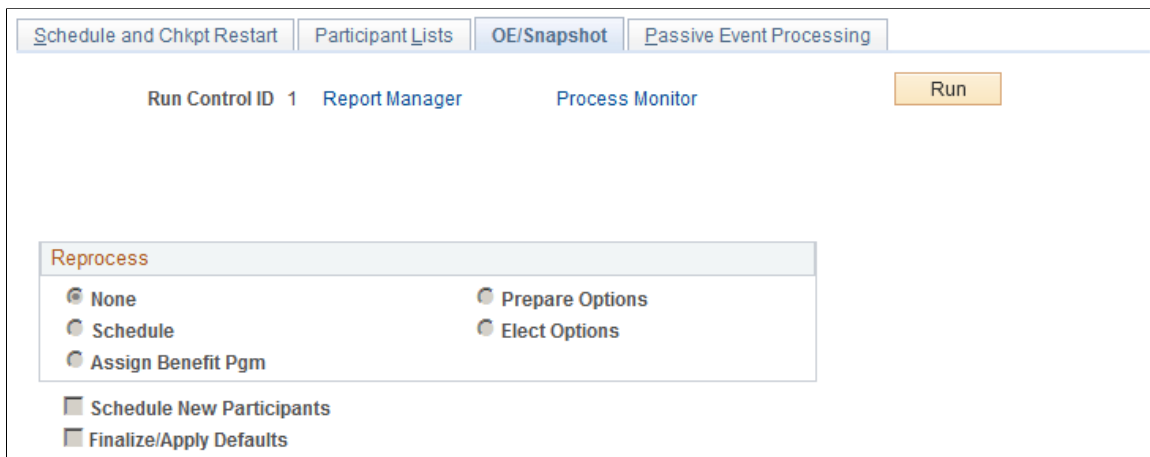 Schedule and Chkpt Restart Participant Lists OE/Snapshot Passive Event Processing
Run Control ID 1 Report Manager Process Monitor Run
Reprocess
None Prepare Options
Schedule Elect Options
Assign Benefit Pgm
Schedule New Participants
Finalize/Apply Defaults